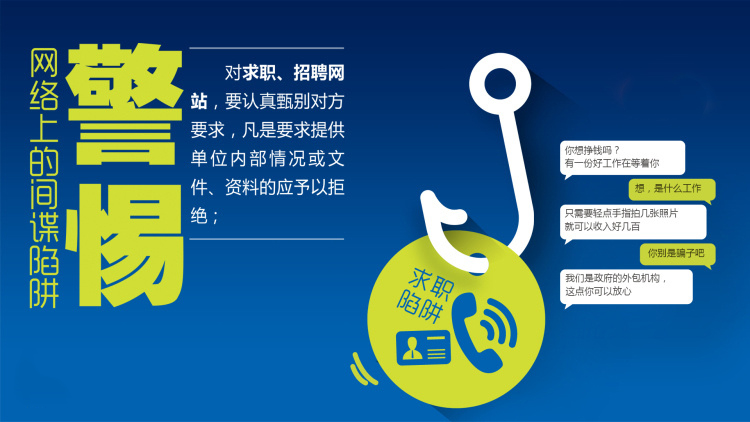 警惕
网络上的间谍陷阱
对求职、招聘网
站，要认真甄别对方
要求，凡是要求提供
单位内部情况或文
件、资料的应予以拒
绝；
求职
陷阱
你想挣钱吗？
有一份好工作在等着你
想，是什么工作
只需要轻点手指拍几张照片
就可以收入好几百
你别是骗子吧
我们是政府的外包机构，
这点你可以放心